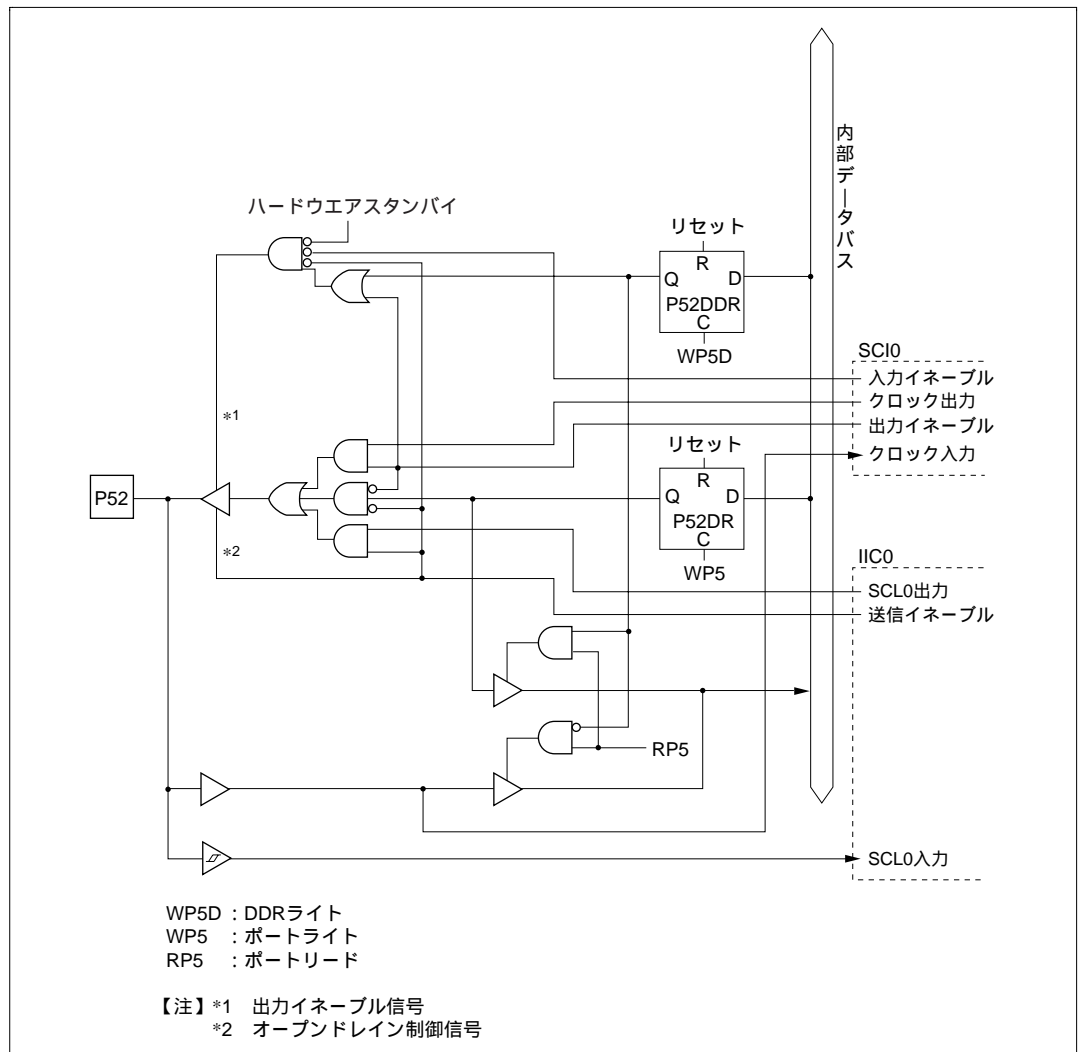 内部データバス
ハードウエアスタンバイ
リセット
R
Q D
P52DDR
C
WP5D
SCI0
入力イネーブル
クロック出力
出力イネーブル
クロック入力
*1
リセット
R
Q D
P52DR
C
WP5
P52
*2
IIC0
SCL0出力
送信イネーブル
RP5
SCL0入力
WP5D : DDRライト
WP5 : ポートライト
RP5 : ポートリード
【注】*1 出力イネーブル信号
*2 オープンドレイン制御信号